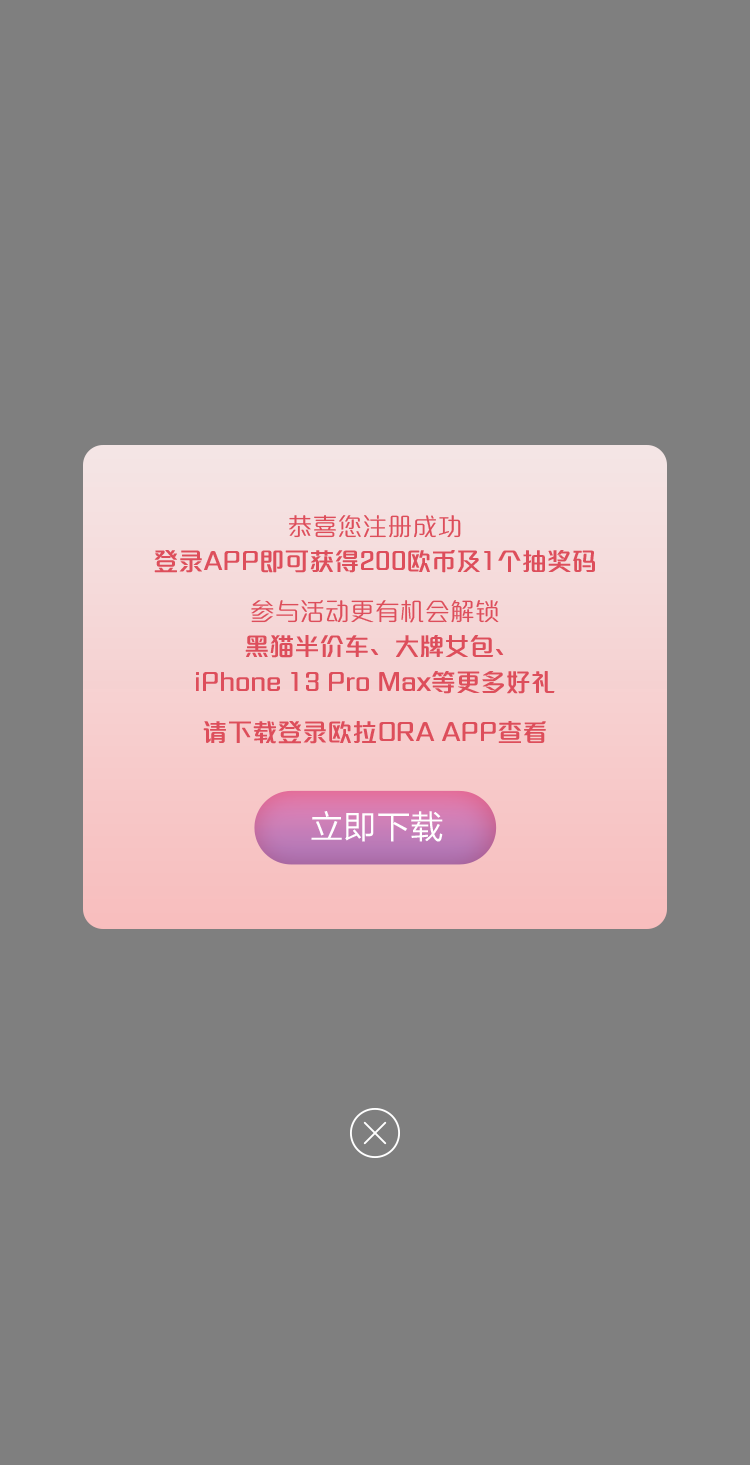 恭喜您注册成功
登录APP即可获得200欧币及1个抽奖码
参与活动更有机会解锁
黑猫半价车、大牌女包、
iPhone 13 Pro Max等更多好礼
请下载登录欧拉ORA APP查看
立即下载